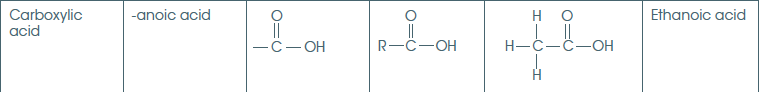 Carboxylic
acid
-anoic acid
O
C OH
O
R C OH
H O
H C C OH
H
Ethanoic acid